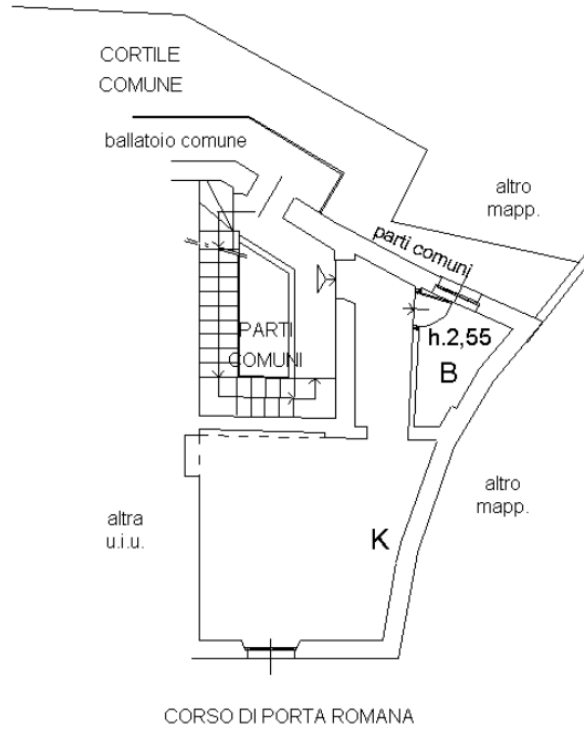 CORTILE
COMUNE
ballatoio comune
altro
mapp.
parti comuni
PARTI
COMUNI
h.2,55
B
altro
mapp.
altra
u.i.u.
K
CORSO DI PORTA ROMANA